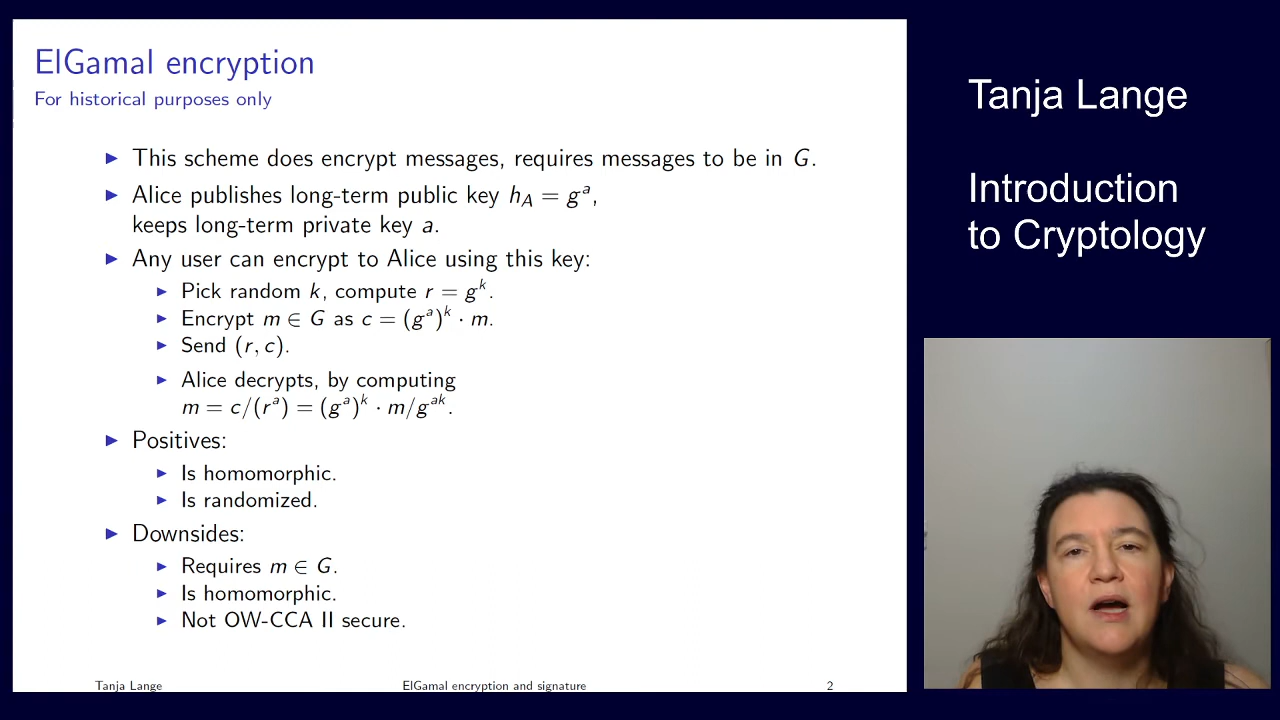 ElGamal encryption
For historical purposes only
▶ This scheme does encrypt messages, requires messages to be in G.
▶ Alice publishes long-term public key h_A = g^a,
keeps long-term private key a.
▶ Any user can encrypt to Alice using this key:
▶ Pick random k, compute r = g^k.
▶ Encrypt m ∈ G as c = (g^a)^k · m.
▶ Send (r, c).
▶ Alice decrypts, by computing
m = c/(r^a) = (g^a)^k · m/g^{ak}.
▶ Positives:
▶ Is homomorphic.
▶ Is randomized.
▶ Downsides:
▶ Requires m ∈ G.
▶ Is homomorphic.
▶ Not OW-CCA II secure.
Tanja Lange
ElGamal encryption and signature
2
Tanja Lange
Introduction
to Cryptology